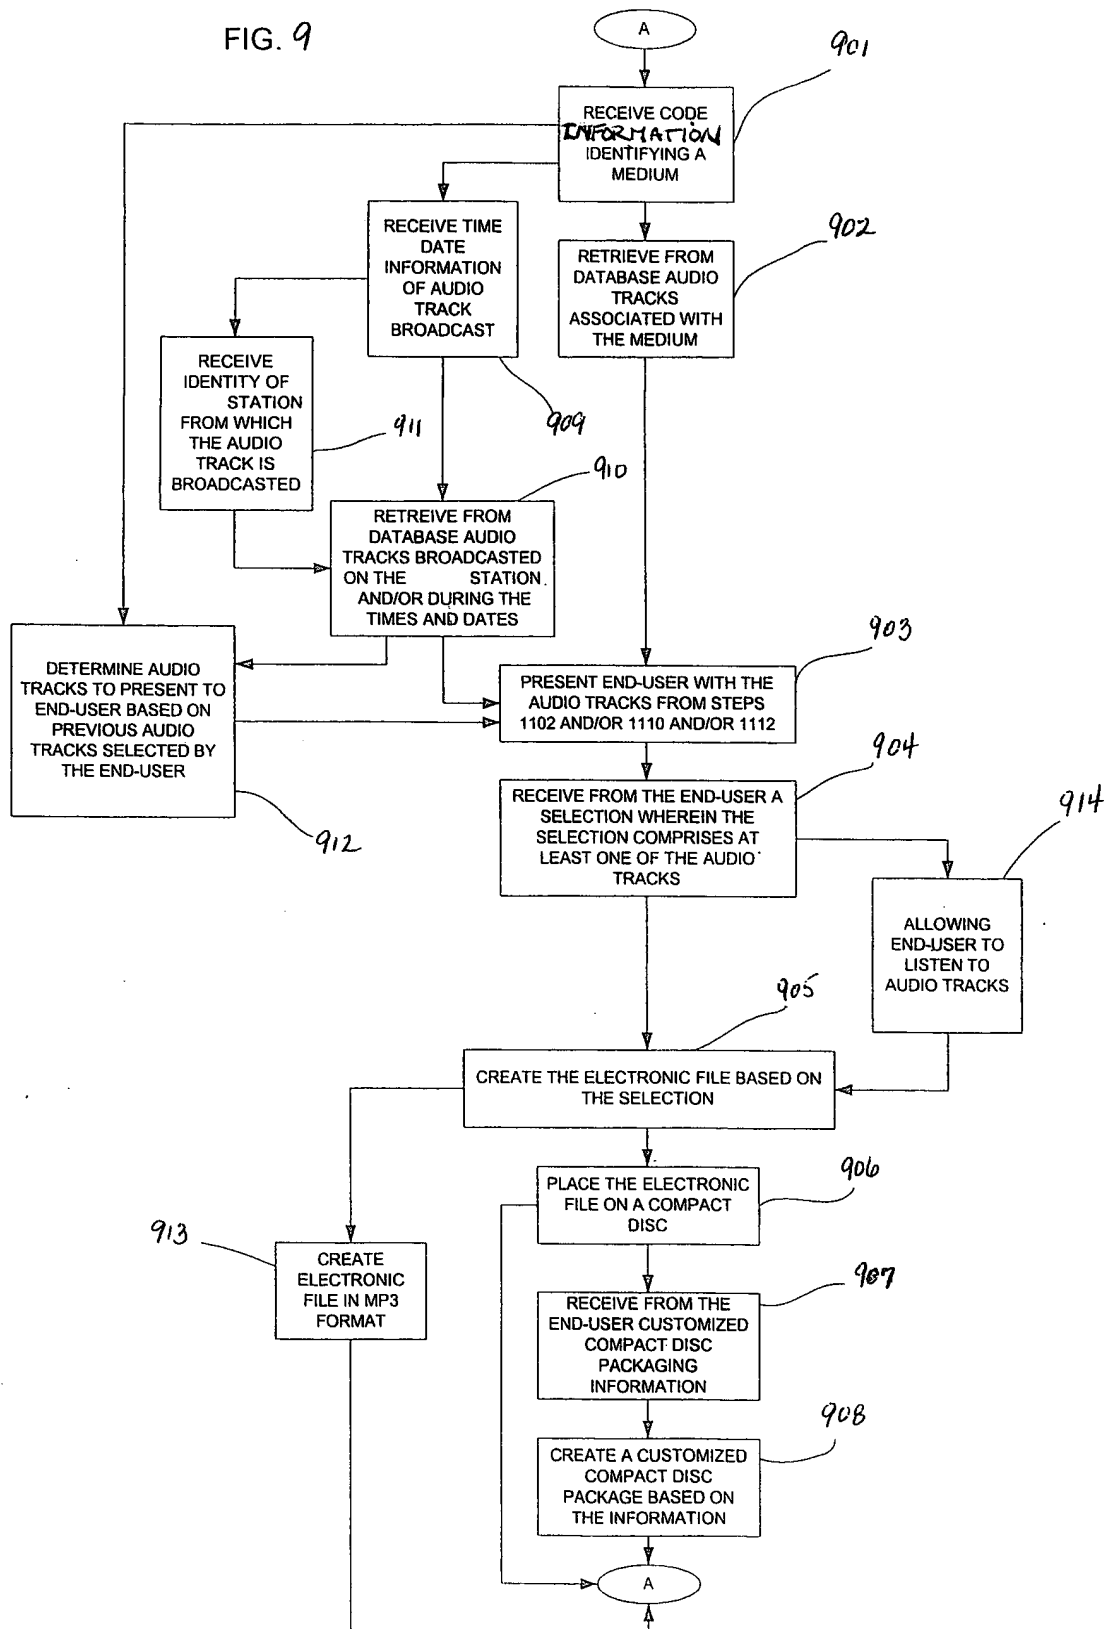 FIG. 9
A
901
RECEIVE CODE
INFORMATION
IDENTIFYING A
MEDIUM
902
RECEIVE TIME
DATE
INFORMATION
OF AUDIO
TRACK
BROADCAST
RETRIEVE FROM
DATABASE AUDIO
TRACKS
ASSOCIATED WITH
THE MEDIUM
909
RECEIVE
IDENTITY OF
STATION
FROM WHICH
THE AUDIO
TRACK IS
BROADCASTED
911
910
RETREIVE FROM
DATABASE AUDIO
TRACKS BROADCASTED
ON THE STATION
AND/OR DURING THE
TIMES AND DATES
903
DETERMINE AUDIO
TRACKS TO PRESENT TO
END-USER BASED ON
PREVIOUS AUDIO
TRACKS SELECTED BY
THE END-USER
912
PRESENT END-USER WITH THE
AUDIO TRACKS FROM STEPS
1102 AND/OR 1110 AND/OR 1112
904
RECEIVE FROM THE END-USER A
SELECTION WHEREIN THE
SELECTION COMPRISES AT
LEAST ONE OF THE AUDIO
TRACKS
914
ALLOWING
END-USER TO
LISTEN TO
AUDIO TRACKS
905
CREATE THE ELECTRONIC FILE BASED ON
THE SELECTION
906
PLACE THE ELECTRONIC
FILE ON A COMPACT
DISC
913
CREATE
ELECTRONIC
FILE IN MP3
FORMAT
907
RECEIVE FROM THE
END-USER CUSTOMIZED
COMPACT DISC
PACKAGING
INFORMATION
908
CREATE A CUSTOMIZED
COMPACT DISC
PACKAGE BASED ON
THE INFORMATION
A